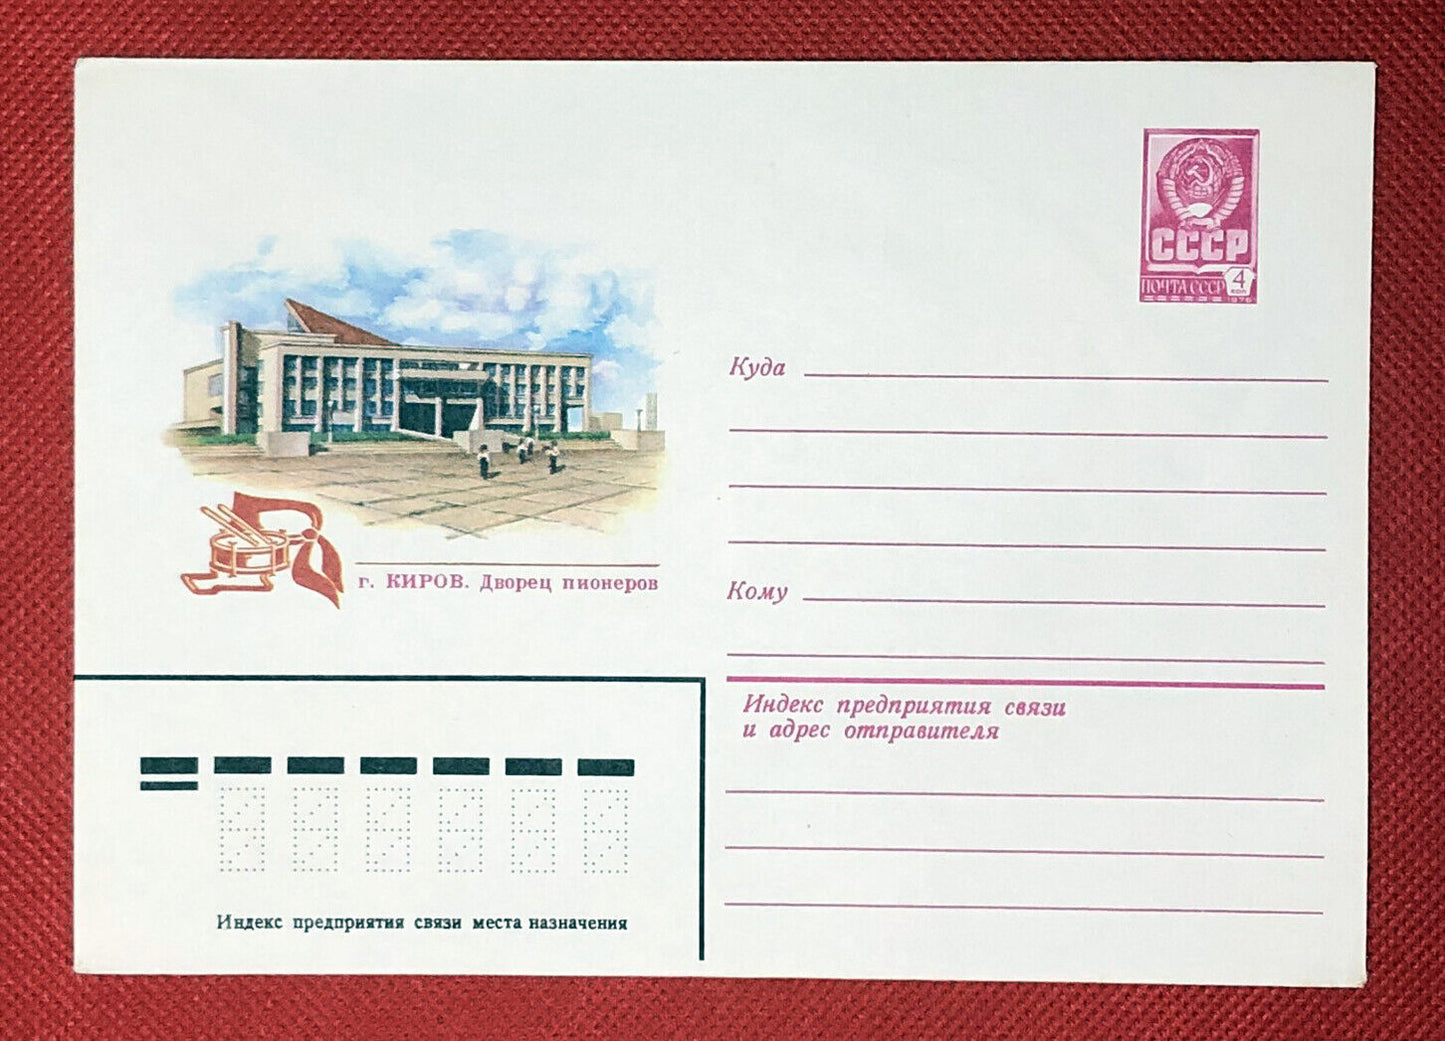 СССР
ПОЧТА СССР 4 коп
1976
Куда
г. КИРОВ. Дворец пионеров
Кому
Индекс предприятия связи
и адрес отправителя
Индекс предприятия связи места назначения